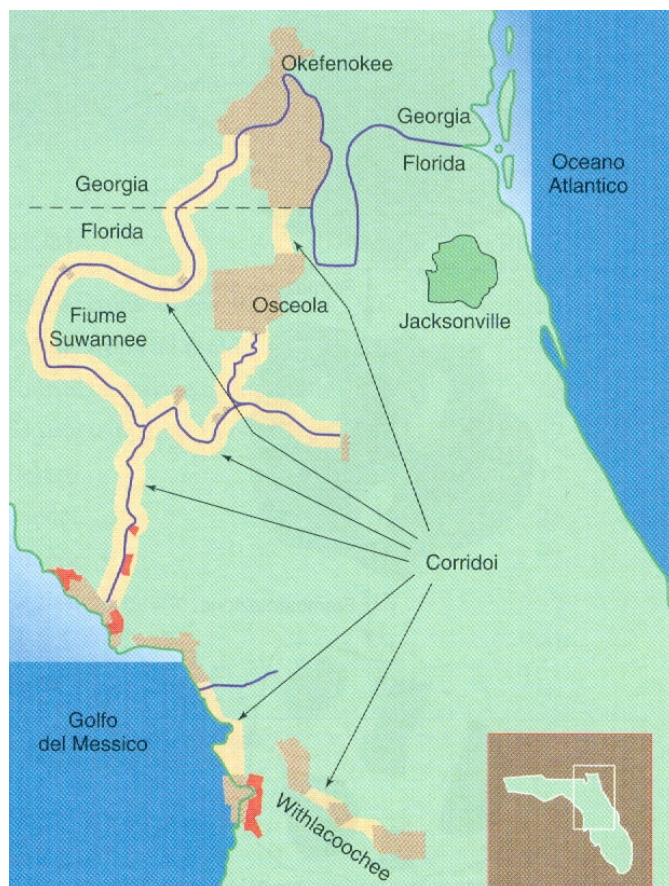 Okefenokee
Georgia
Florida
Oceano
Atlantico
Georgia
Florida
Osceola
Jacksonville
Fiume
Suwannee
Corridoi
Golfo
del Messico
Withlacoochee